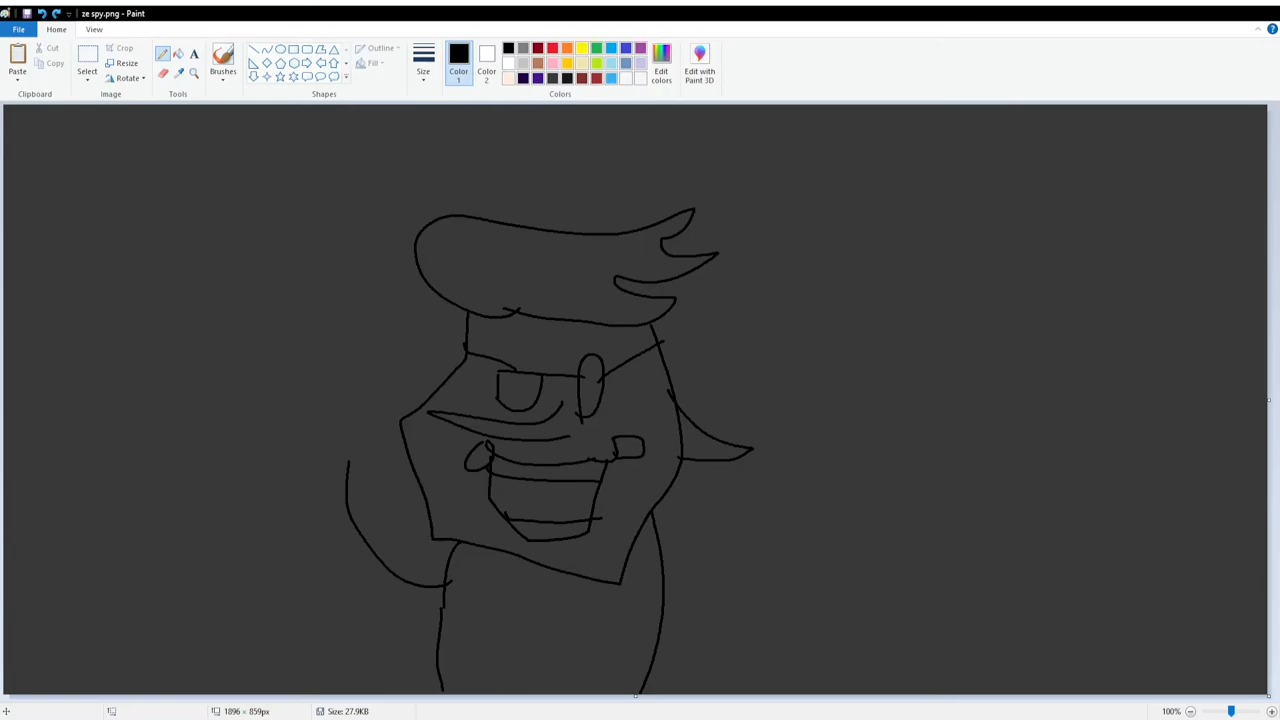 ze spy.png - Paint
File Home View
Paste
Cut
Copy
Clipboard
Select
Crop
Resize
Rotate
Image
A
Tools
Brushes
Shapes
Outline
Fill
Size
Color 1
Color 2
Edit colors
Colors
Edit with Paint 3D
1896 × 859px
Size: 27.9KB
100%